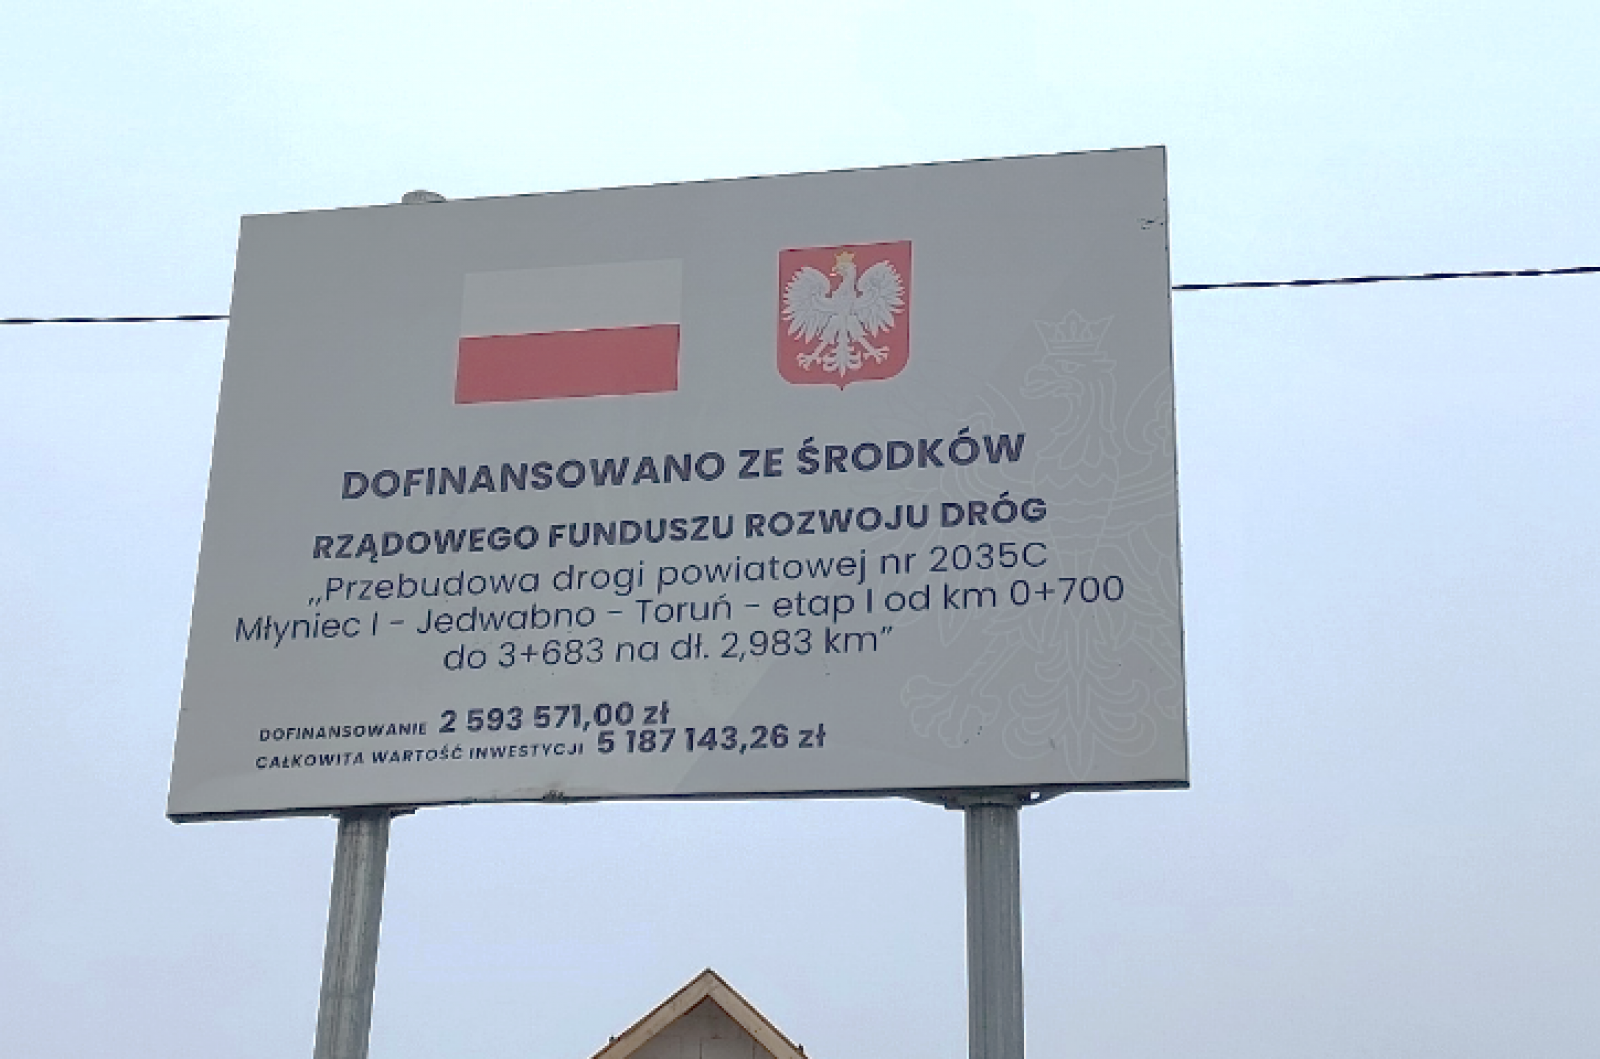 DOFINANSOWANO ZE ŚRODKÓW
RZĄDOWEGO FUNDUSZU ROZWOJU DRÓG
„Przebudowa drogi powiatowej nr 2035C
Młyniec I - Jedwabno - Toruń - etap I od km 0+700
do 3+683 na dł. 2,983 km”
DOFINANSOWANIE 2 593 571,00 zł
CAŁKOWITA WARTOŚĆ INWESTYCJI 5 187 143,26 zł